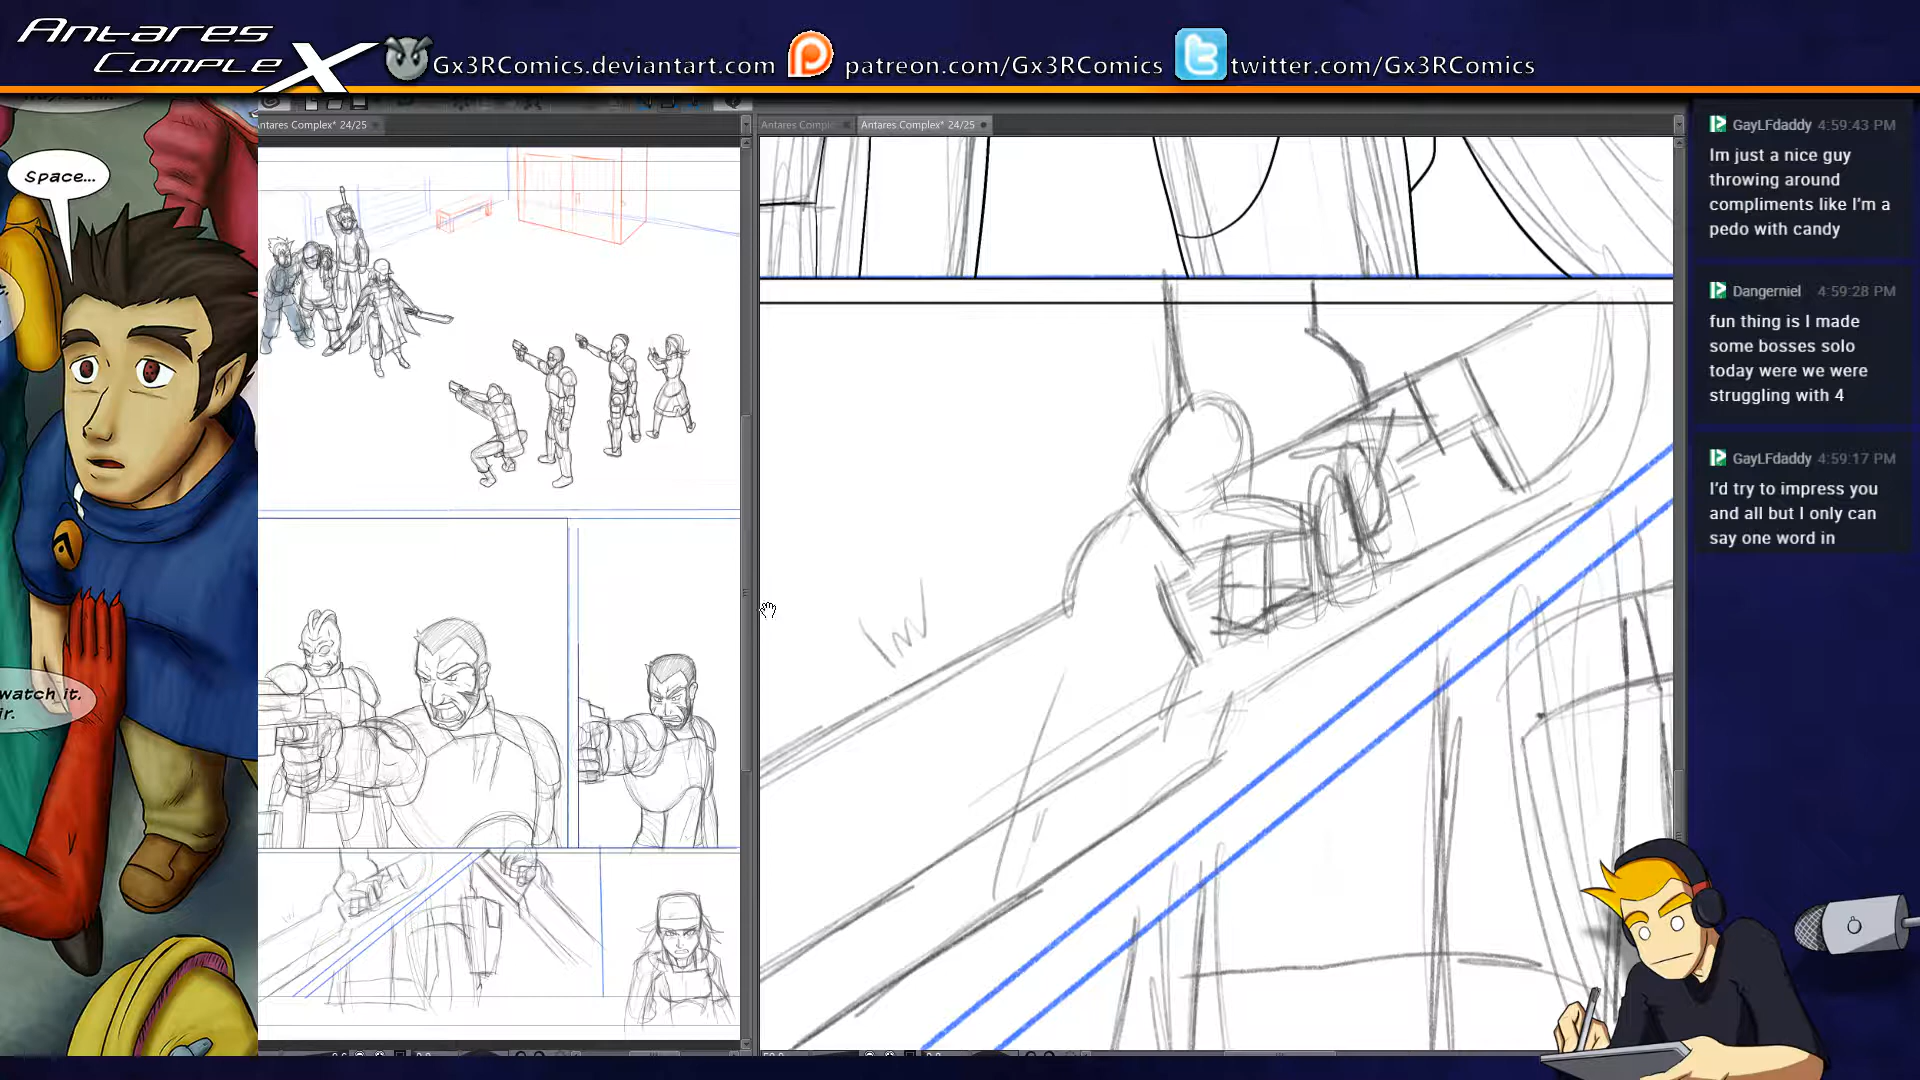 Antares
Complex
Gx3RComics.deviantart.com
patreon.com/Gx3RComics
twitter.com/Gx3RComics
ntares Complex* 24/25
Antares Compl
Antares Complex* 24/25
Space...
watch it,
ir.
GayLFdaddy 4:59:43 PM
Im just a nice guy
throwing around
compliments like I'm a
pedo with candy
Dangerniel 4:59:28 PM
fun thing is I made
some bosses solo
today were we were
struggling with 4
GayLFdaddy 4:59:17 PM
I'd try to impress you
and all but I only can
say one word in